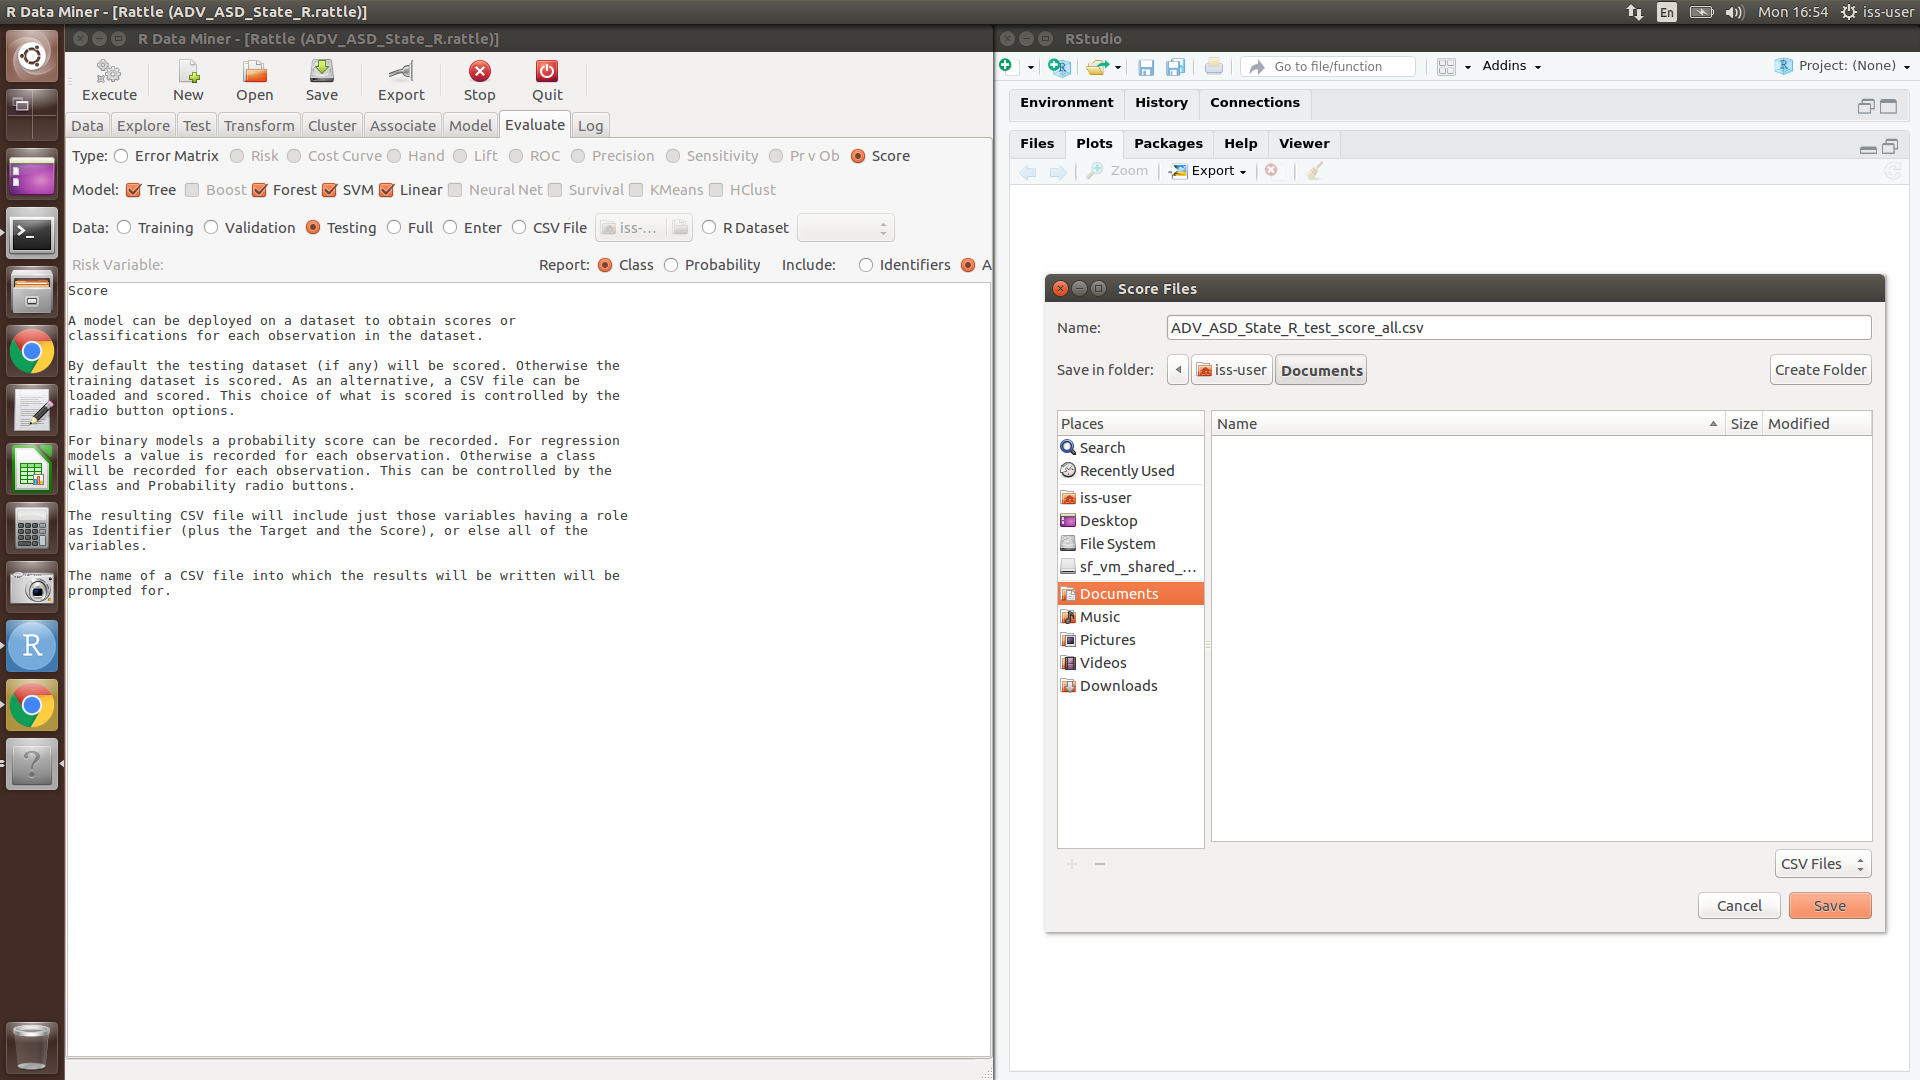 R Data Miner - [Rattle (ADV_ASD_State_R.rattle)]
En
Mon 16:54
iss-user
R Data Miner - [Rattle (ADV_ASD_State_R.rattle)]
Execute New Open Save Export Stop Quit
Data Explore Test Transform Cluster Associate Model Evaluate Log
Type: Error Matrix Risk Cost Curve Hand Lift ROC Precision Sensitivity Pr v Ob Score
Model: Tree Boost Forest SVM Linear Neural Net Survival KMeans HClust
Data: Training Validation Testing Full Enter CSV File iss-... R Dataset
Risk Variable: Report: Class Probability Include: Identifiers A
Score
A model can be deployed on a dataset to obtain scores or
classifications for each observation in the dataset.
By default the testing dataset (if any) will be scored. Otherwise the
training dataset is scored. As an alternative, a CSV file can be
loaded and scored. This choice of what is scored is controlled by the
radio button options.
For binary models a probability score can be recorded. For regression
models a value is recorded for each observation. Otherwise a class
will be recorded for each observation. This can be controlled by the
Class and Probability radio buttons.
The resulting CSV file will include just those variables having a role
as Identifier (plus the Target and the Score), or else all of the
variables.
The name of a CSV file into which the results will be written will be
prompted for.
RStudio
Go to file/function
Addins
Project: (None)
Environment History Connections
Files Plots Packages Help Viewer
Zoom Export
Score Files
Name: ADV_ASD_State_R_test_score_all.csv
Save in folder: iss-user Documents Create Folder
Places
Search
Recently Used
iss-user
Desktop
File System
sf_vm_shared_...
Documents
Music
Pictures
Videos
Downloads
Name Size Modified
CSV Files
Cancel Save
R
?